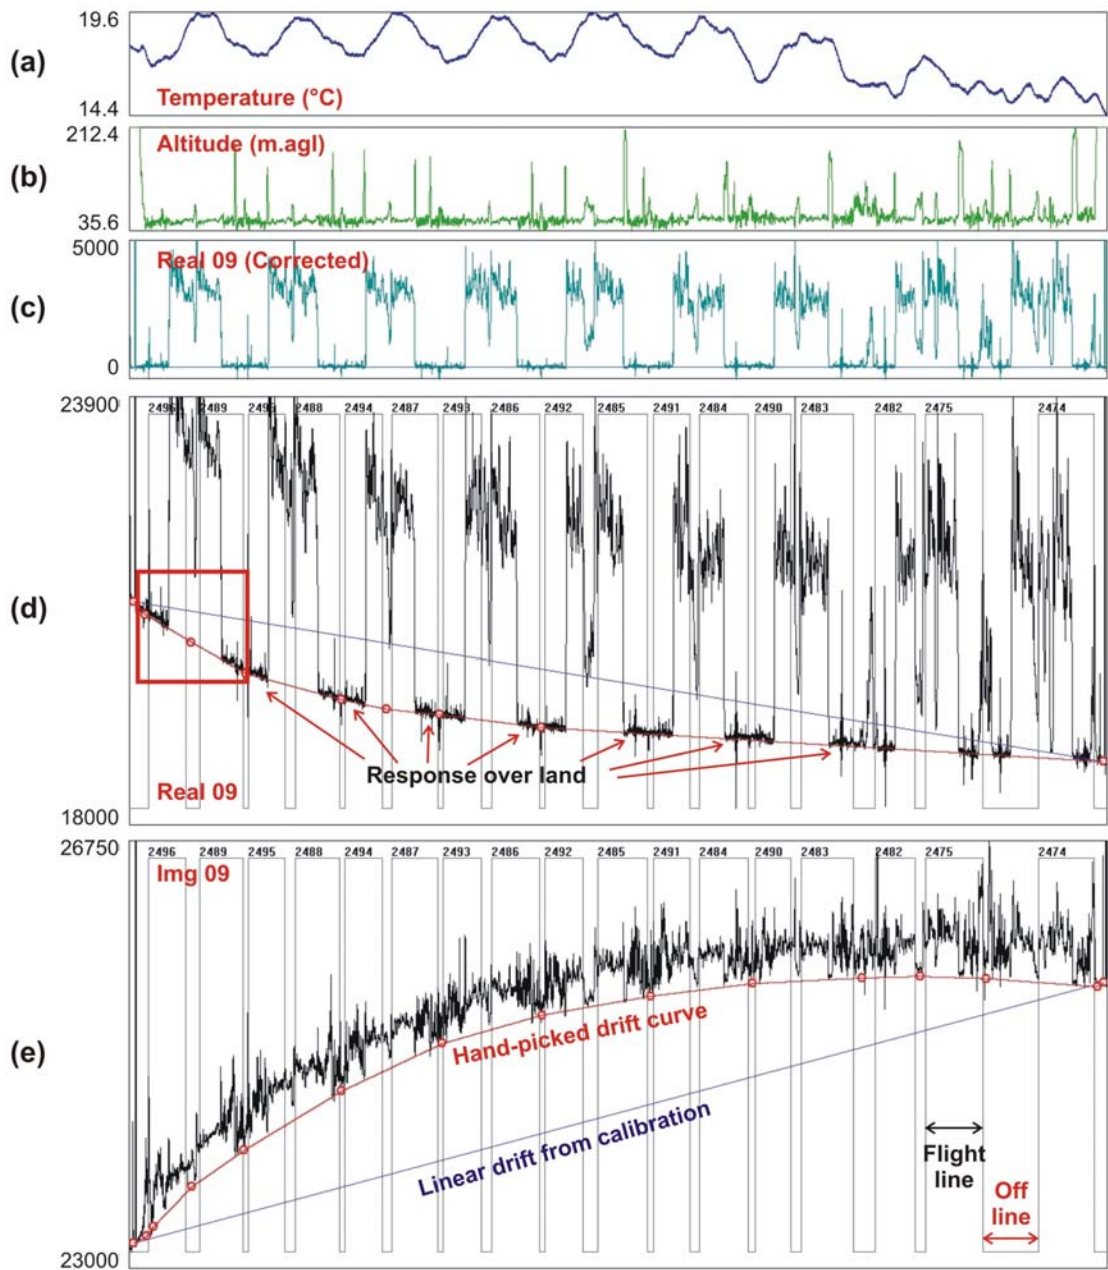 (a)
19.6
14.4
Temperature (°C)
(b)
212.4
35.6
Altitude (m.agl)
(c)
5000
0
Real 09 (Corrected)
(d)
23900
18000
2496 2489 2495 2488 2494 2487 2493 2486 2492 2485 2491 2484 2490 2483 2482 2475 2474
Response over land
Real 09
(e)
26750
23000
2496 2489 2495 2488 2494 2487 2493 2486 2492 2485 2491 2484 2490 2483 2482 2475 2474
Img 09
Hand-picked drift curve
Linear drift from calibration
Flight
line
Off
line